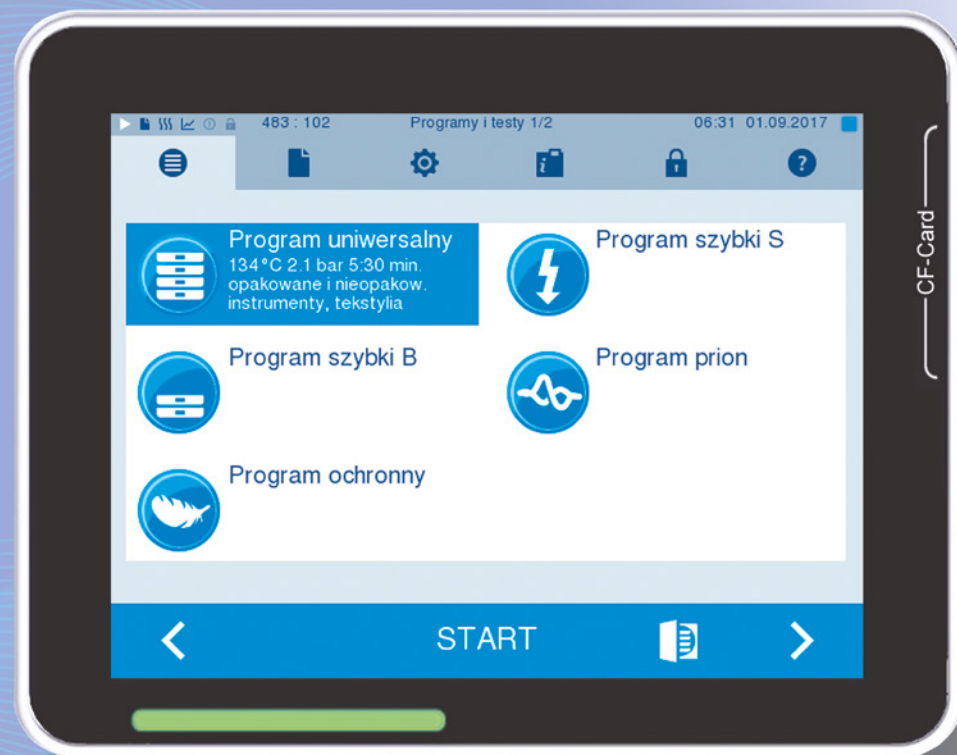 483 : 102 Programy i testy 1/2 06:31 01.09.2017
Program uniwersalny
134°C 2.1 bar 5:30 min.
opakowane i nieopakow.
instrumenty, tekstylia
Program szybki S
Program szybki B
Program prion
Program ochronny
START
CF-Card